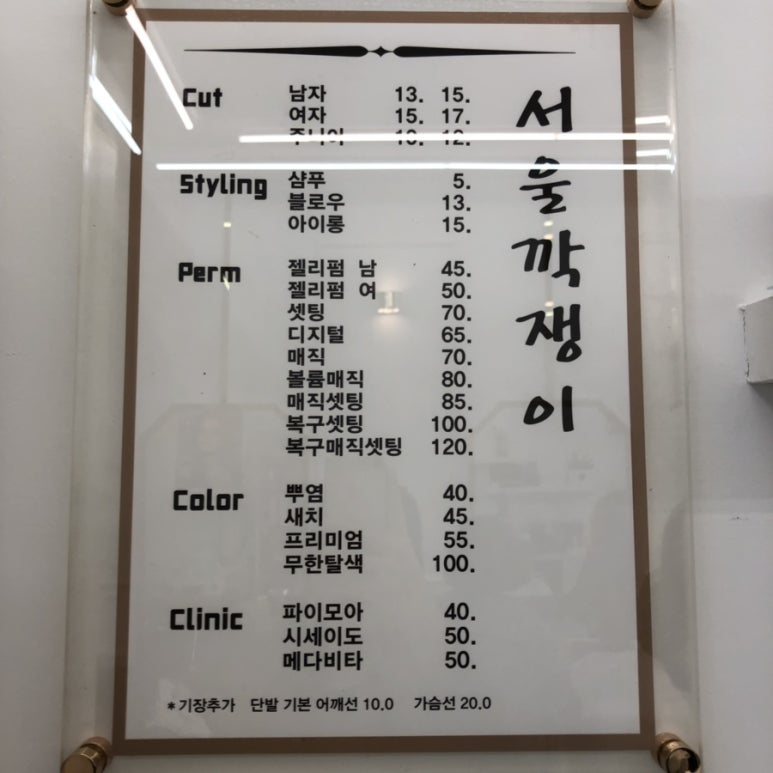 Cut 남자 13. 15.
여자 15. 17.
주니어 10. 12.
Styling 샴푸 5.
블로우 13.
아이롱 15.
Perm 젤리펌 남 45.
젤리펌 여 50.
셋팅 70.
디지털 65.
매직 70.
볼륨매직 80.
매직셋팅 85.
복구셋팅 100.
복구매직셋팅 120.
Color 뿌염 40.
새치 45.
프리미엄 55.
무한탈색 100.
Clinic 파이모아 40.
시세이도 50.
메다비타 50.
*기장추가 단발 기본 어깨선 10.0 가슴선 20.0
서울깍쟁이